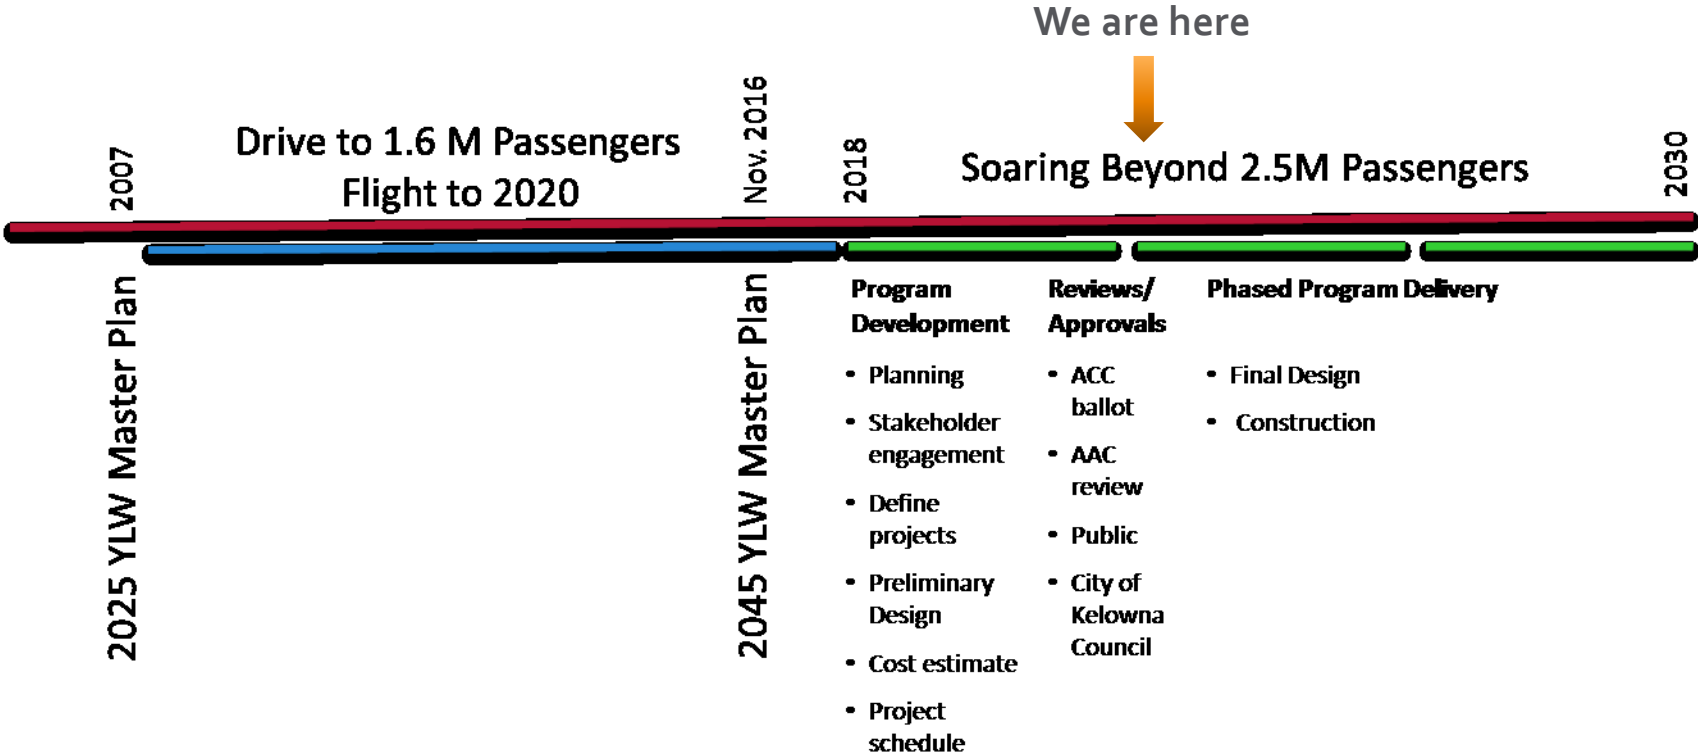 We are here
2007
Drive to 1.6 M Passengers
Flight to 2020
Nov. 2016
2018
Soaring Beyond 2.5M Passengers
2030
2025 YLW Master Plan
2045 YLW Master Plan
Program
Development
• Planning
• Stakeholder
engagement
• Define
projects
• Preliminary
Design
• Cost estimate
• Project
schedule
Reviews/
Approvals
• ACC
ballot
• AAC
review
• Public
• City of
Kelowna
Council
Phased Program Delivery
• Final Design
• Construction